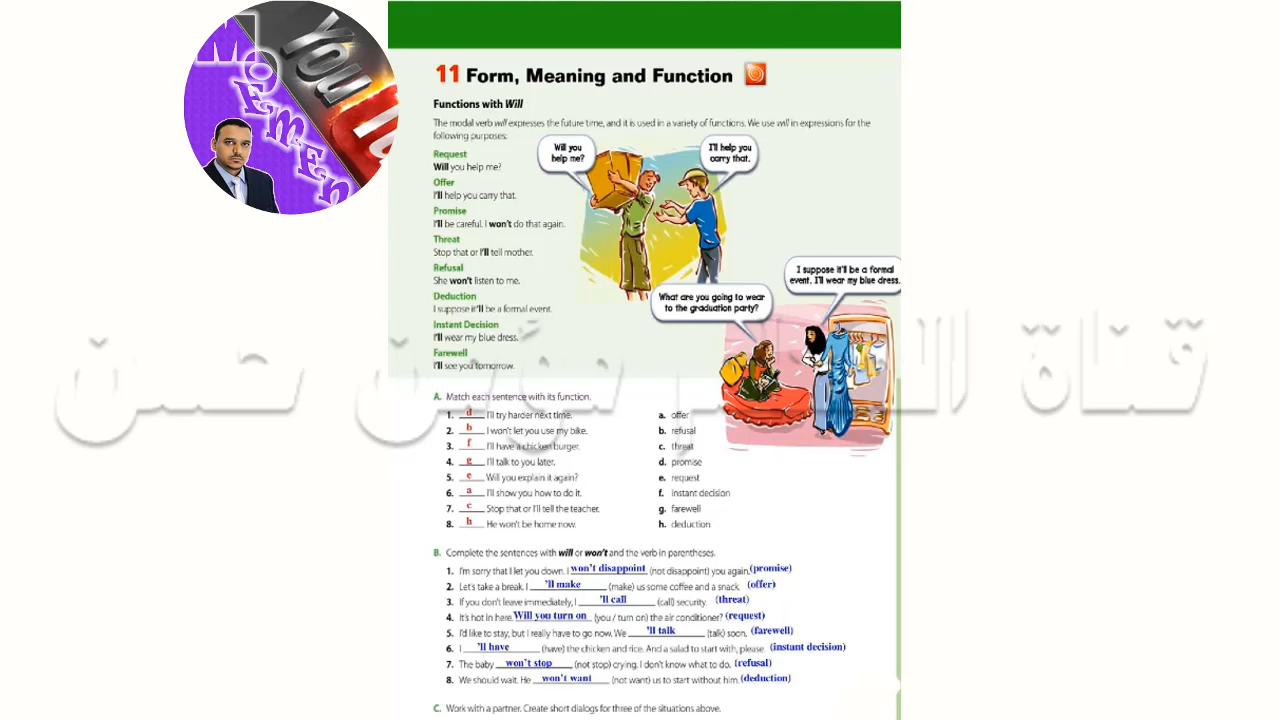 MOEMEN
YOU
11 Form, Meaning and Function
Functions with Will
The modal verb will expresses the future time, and it is used in a variety of functions. We use will in expressions for the
following purposes:
Request
Will you help me?
Offer
I'll help you carry that.
Promise
I'll be careful. I won't do that again.
Threat
Stop that or I'll tell mother.
Refusal
She won't listen to me.
Deduction
I suppose it'll be a formal event.
Instant Decision
I'll wear my blue dress.
Farewell
I'll see you tomorrow.
Will you
help me?
I'll help you
carry that.
What are you going to wear
to the graduation party?
I suppose it'll be a formal
event. I'll wear my blue dress.
قناة
حسن
A. Match each sentence with its function.
1. d I'll try harder next time. a. offer
2. b I won't let you use my bike. b. refusal
3. f I'll have a chicken burger. c. threat
4. g I'll talk to you later. d. promise
5. e Will you explain it again? e. request
6. a I'll show you how to do it. f. instant decision
7. c Stop that or I'll tell the teacher. g. farewell
8. h He won't be home now. h. deduction
B. Complete the sentences with will or won't and the verb in parentheses.
1. I'm sorry that I let you down. I won't disappoint (not disappoint) you again. (promise)
2. Let's take a break. I 'll make (make) us some coffee and a snack. (offer)
3. If you don't leave immediately, I 'll call (call) security. (threat)
4. It's hot in here. Will you turn on (you / turn on) the air conditioner? (request)
5. I'd like to stay, but I really have to go now. We 'll talk (talk) soon. (farewell)
6. I 'll have (have) the chicken and rice. And a salad to start with, please. (instant decision)
7. The baby won't stop (not stop) crying. I don't know what to do. (refusal)
8. We should wait. He won't want (not want) us to start without him. (deduction)
C. Work with a partner. Create short dialogs for three of the situations above.